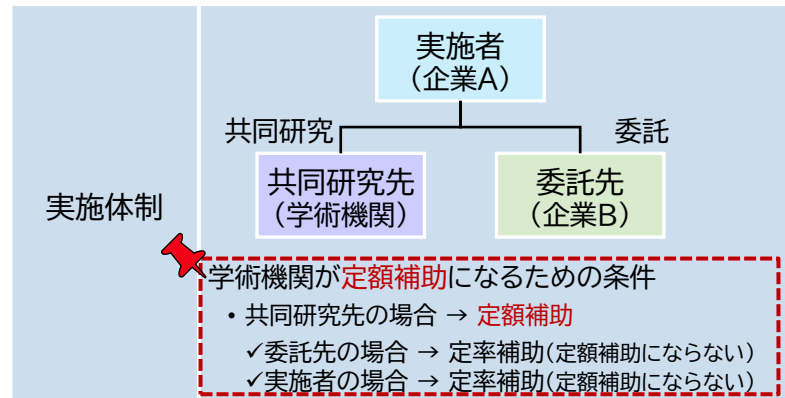 実施者
（企業A）
共同研究
委託
共同研究先
（学術機関）
委託先
（企業B）
実施体制
学術機関が定額補助になるための条件
・共同研究先の場合 → 定額補助
✓委託先の場合 → 定率補助(定額補助にならない)
✓実施者の場合 → 定率補助(定額補助にならない)